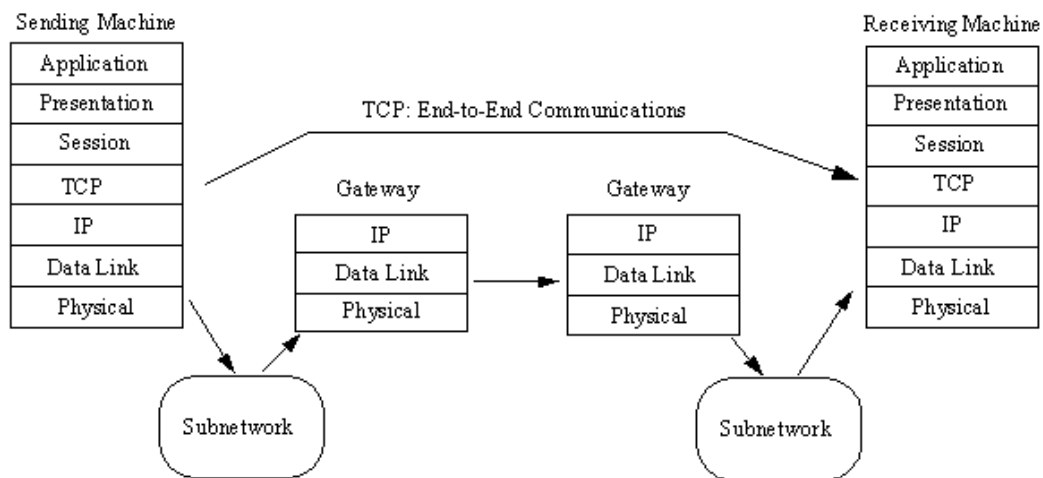 Sending Machine
Application
Presentation
Session
TCP
IP
Data Link
Physical
TCP: End-to-End Communications
Gateway
IP
Data Link
Physical
Gateway
IP
Data Link
Physical
Receiving Machine
Application
Presentation
Session
TCP
IP
Data Link
Physical
Subnetwork
Subnetwork